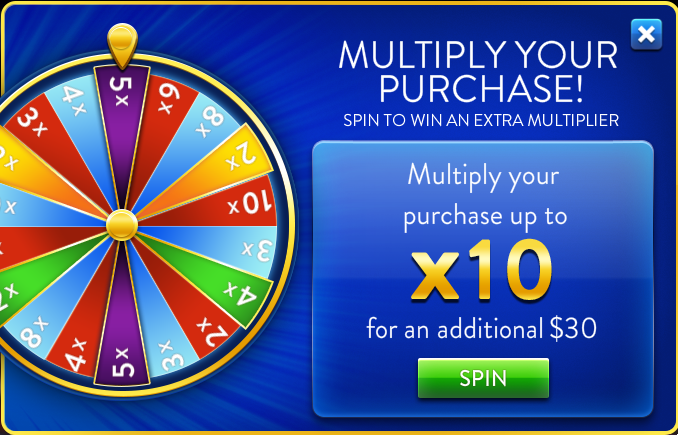 MULTIPLY YOUR
PURCHASE!
SPIN TO WIN AN EXTRA MULTIPLIER
Multiply your
purchase up to
x10
for an additional $30
SPIN
5x
6x
8x
2x
10x
3x
4x
2x
3x
5x
4x
8x
2x
x
x
3x
4x